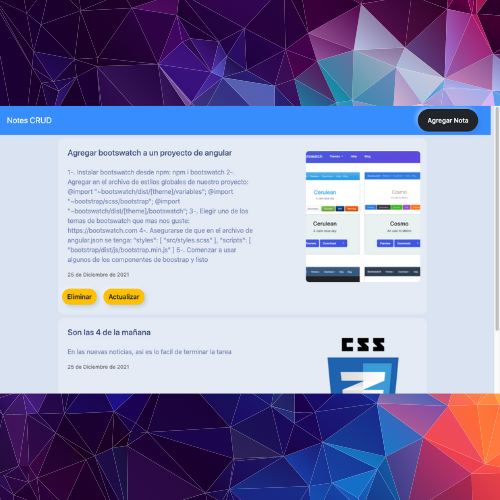 Notes CRUD
Agregar Nota
Agregar bootswatch a un proyecto de angular
1-. Instalar bootswatch desde npm: npm i bootswatch 2-.
Agregar en el archivo de estilos globales de nuestro proyecto:
@import "~bootswatch/dist/[theme]/variables"; @import
"~bootstrap/scss/bootstrap"; @import
"~bootswatch/dist/[theme]/bootswatch"; 3-. Elegir uno de los
temas de bootswatch que mas nos guste:
https://bootswatch.com 4-. Asegurarse de que en el archivo de
angular.json se tenga: "styles": [ "src/styles.scss" ], "scripts": [
"bootstrap/dist/js/bootstrap.min.js" ] 5-. Comenzar a usar
algunos de los componentes de boostrap y listo
25 de Diciembre de 2021
Eliminar
Actualizar
Cerulean
Cosmo
Cerulean
Cosmo
Son las 4 de la mañana
En las nuevas noticias, asi es lo facil de terminar la tarea
25 de Diciembre de 2021
CSS